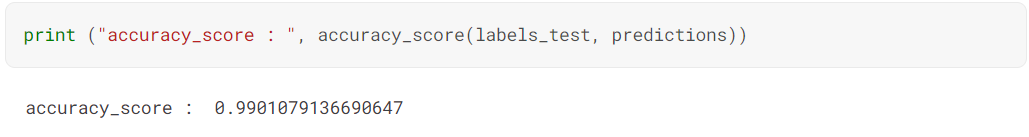 print ("accuracy_score : ", accuracy_score(labels_test, predictions))
accuracy_score :  0.9901079136690647